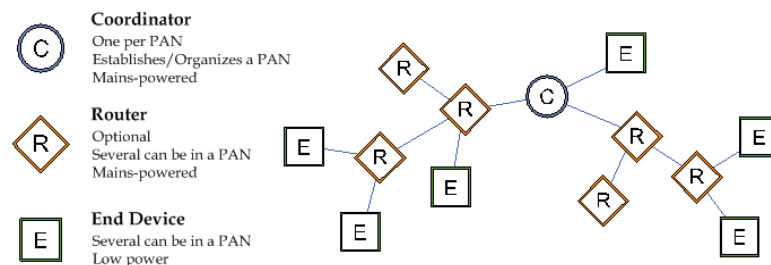 Coordinator
One per PAN
Establishes/Organizes a PAN
Mains-powered
C
Router
Optional
Several can be in a PAN
Mains-powered
R
End Device
Several can be in a PAN
Low power
E
E
R
C
R
R
E
E
R
E
R
R
E
E
E